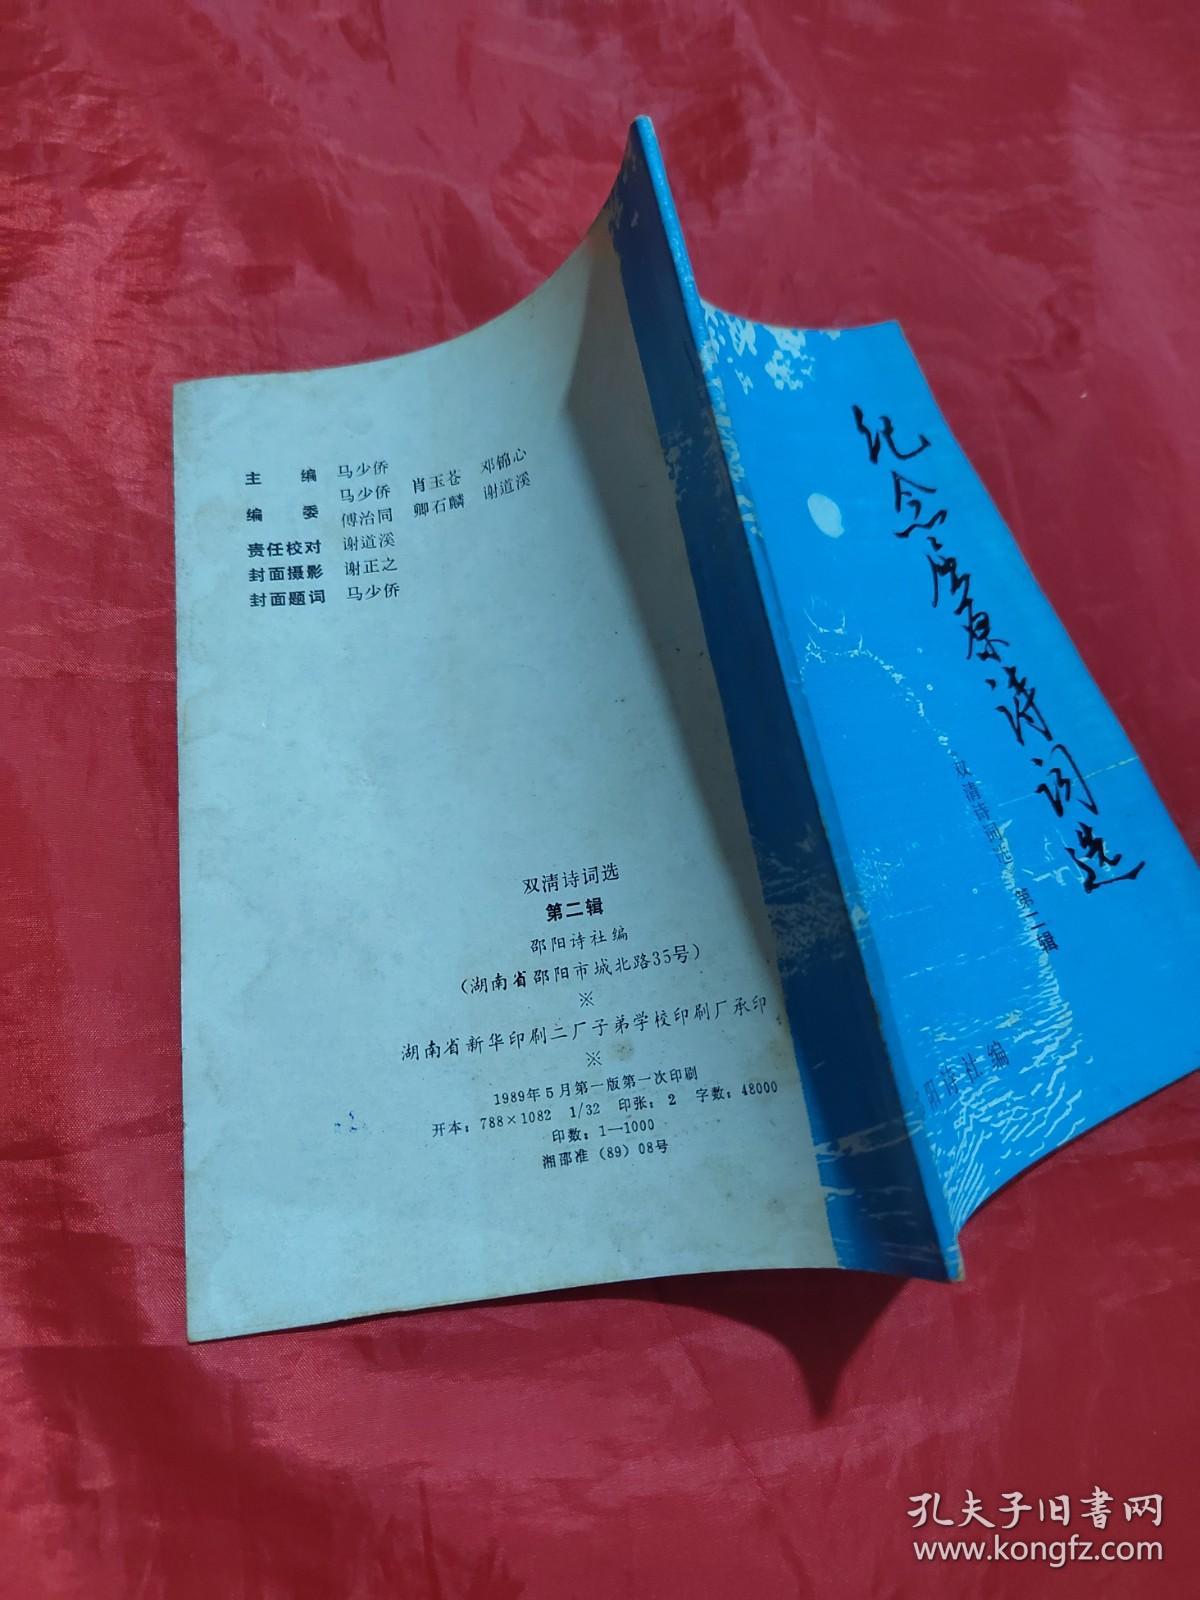 主 编 马少侨
马少侨 肖玉苍 邓锦心
编 委 傅治同 卿石麟 谢道溪
责任校对 谢道溪
封面摄影 谢正之
封面题词 马少侨
双清诗词选
第二辑
邵阳诗社编
(湖南省邵阳市城北路35号)
※
湖南省新华印刷二厂子弟学校印刷厂承印
※
1989年5月第一版第一次印刷
开本：788×1082 1/32 印张：2 字数：48000
印数：1—1000
湘邵准(89)08号
纪念屈原诗词选
双清诗词选 第二辑
阳诗社编
孔夫子旧书网
www.kongfz.com